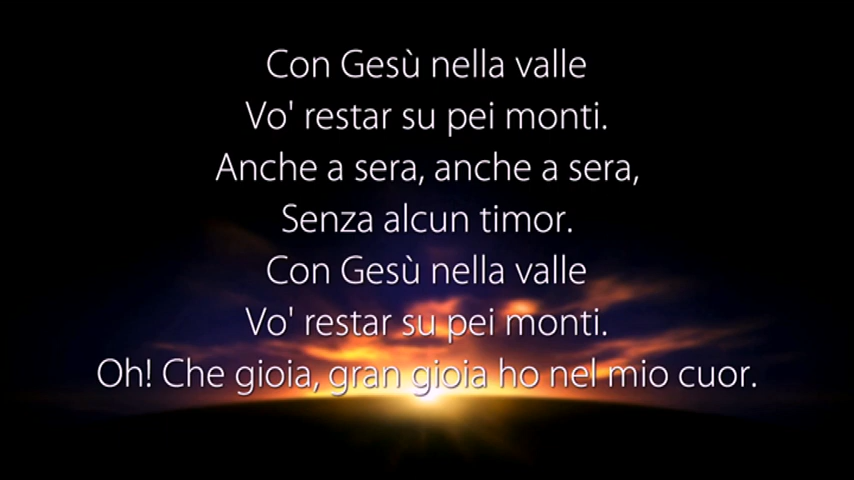 Con Gesù nella valle
Vo' restar su pei monti.
Anche a sera, anche a sera,
Senza alcun timor.
Con Gesù nella valle
Vo' restar su pei monti.
Oh! Che gioia, gran gioia ho nel mio cuor.